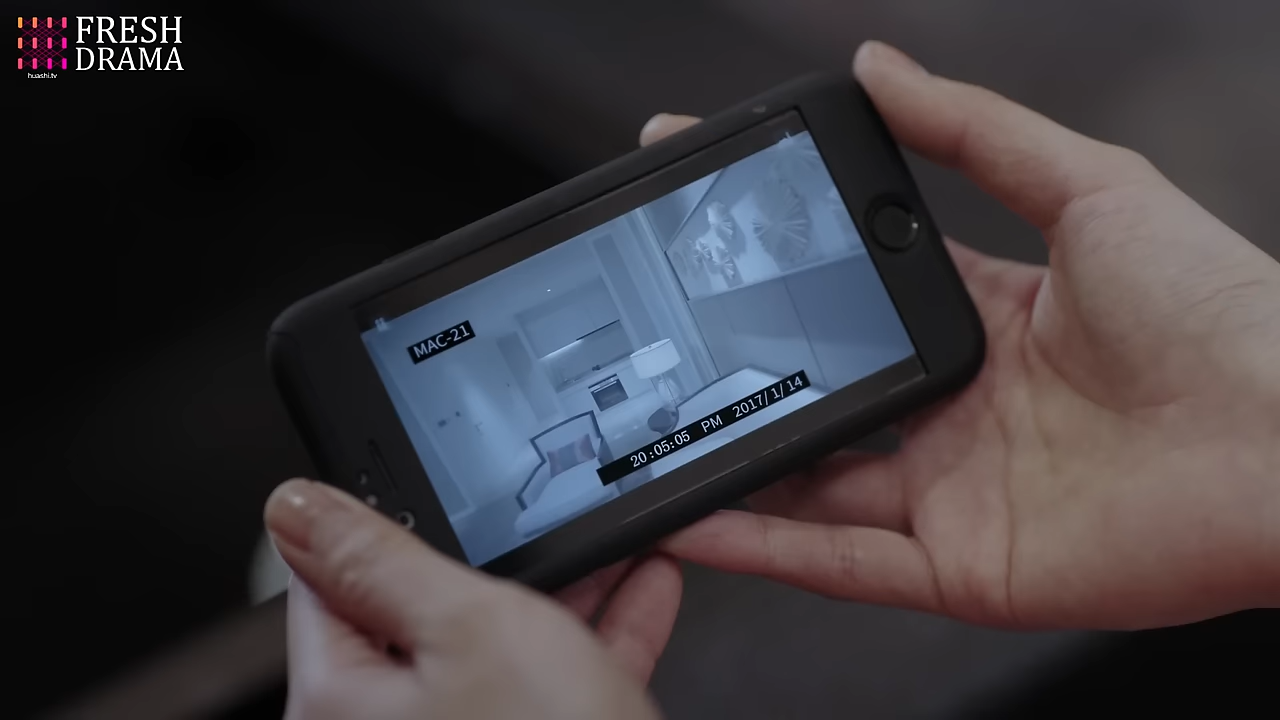 FRESH
DRAMA
huashi.tv
MAC-21
20:05:05 PM 2017/1/14